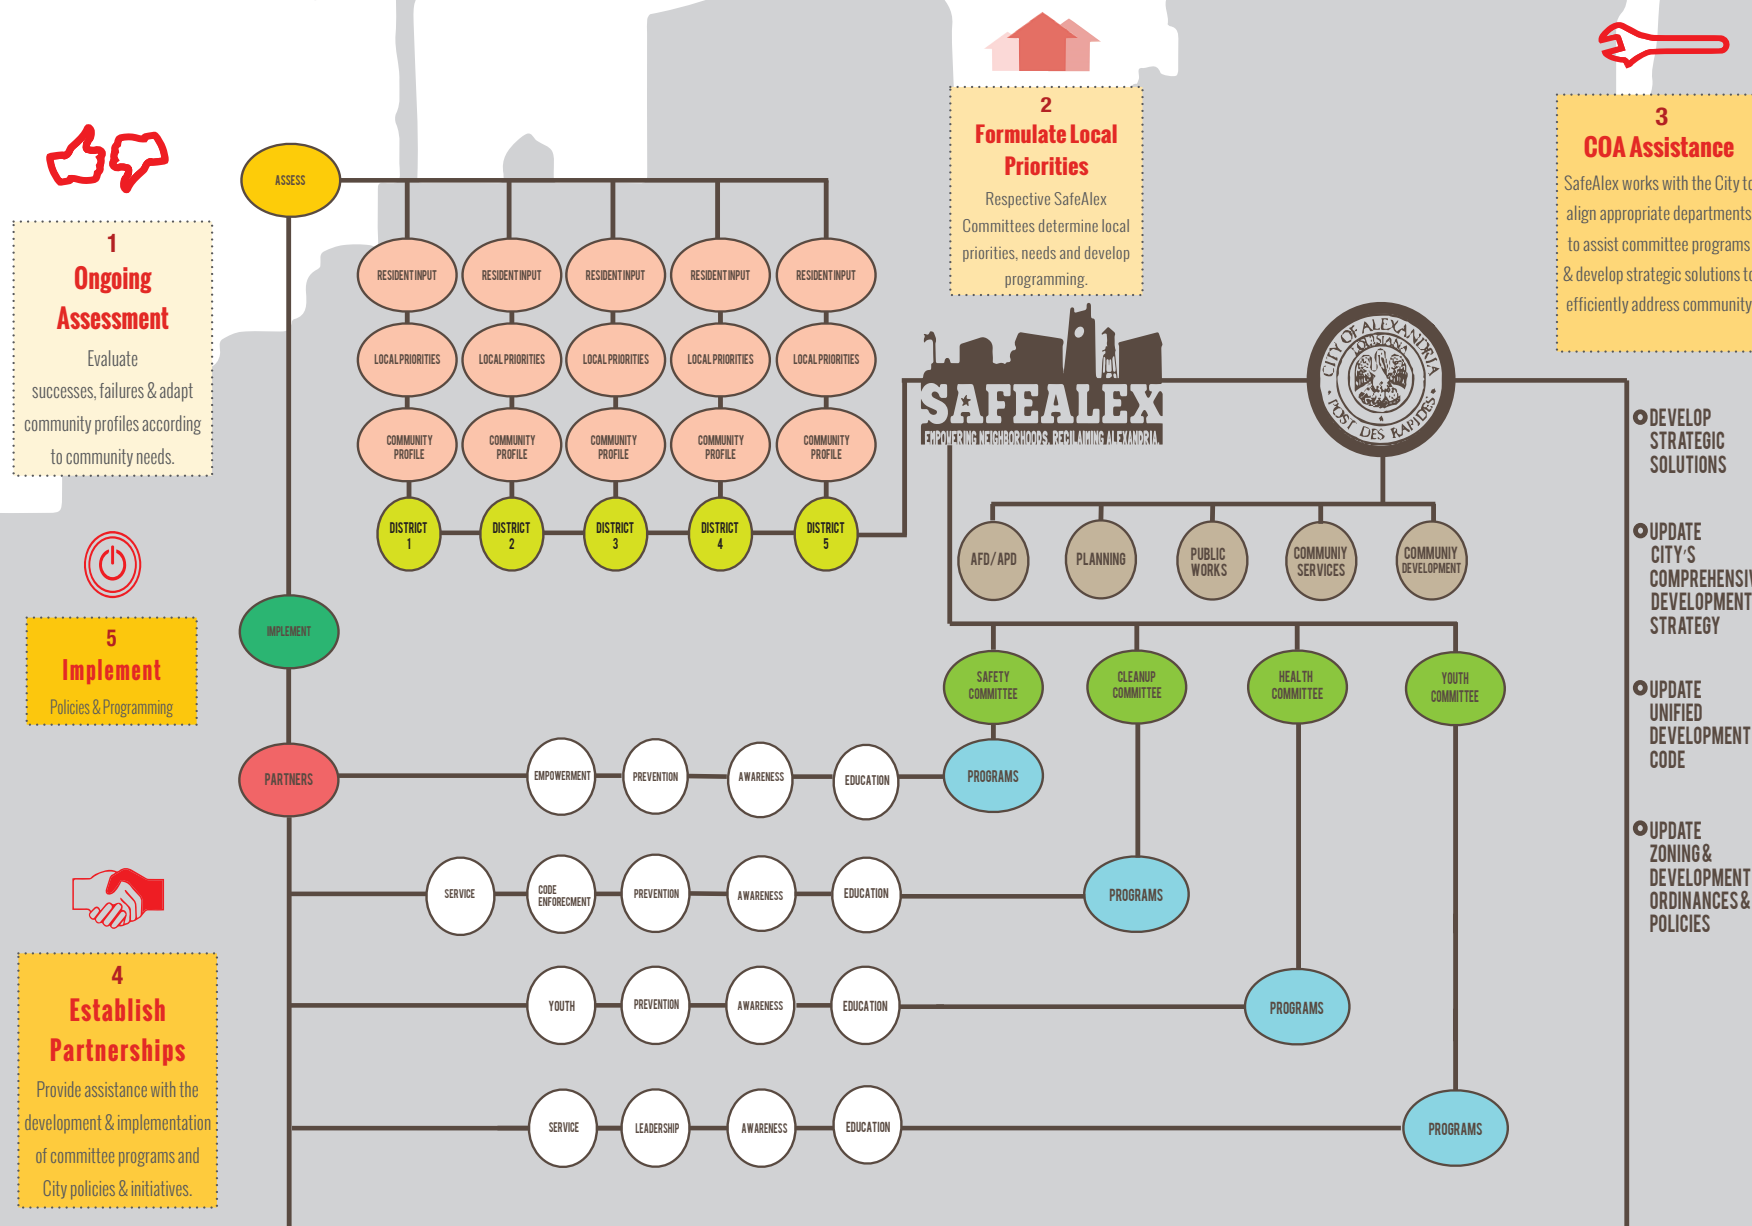 1
Ongoing
Assessment
Evaluate
successes, failures & adapt
community profiles according
to community needs.
5
Implement
Policies & Programming
4
Establish
Partnerships
Provide assistance with the
development & implementation
of committee programs and
City policies & initiatives.
ASSESS
RESIDENT INPUT
RESIDENT INPUT
RESIDENT INPUT
RESIDENT INPUT
RESIDENT INPUT
LOCAL PRIORITIES
LOCAL PRIORITIES
LOCAL PRIORITIES
LOCAL PRIORITIES
LOCAL PRIORITIES
COMMUNITY
PROFILE
COMMUNITY
PROFILE
COMMUNITY
PROFILE
COMMUNITY
PROFILE
COMMUNITY
PROFILE
DISTRICT
1
DISTRICT
2
DISTRICT
3
DISTRICT
4
DISTRICT
5
2
Formulate Local
Priorities
Respective SafeAlex
Committees determine local
priorities, needs and develop
programming.
SAFEALEX
EMPOWERING NEIGHBORHOODS. RECLAIMING ALEXANDRIA.
CITY OF ALEXANDRIA
LOUISIANA
POST DES RAPIDES
3
COA Assistance
SafeAlex works with the City to
align appropriate departments
to assist committee programs
& develop strategic solutions to
efficiently address community
AFD/APD
PLANNING
PUBLIC
WORKS
COMMUNIY
SERVICES
COMMUNIY
DEVELOPMENT
DEVELOP
STRATEGIC
SOLUTIONS
UPDATE
CITY'S
COMPREHENSIV
DEVELOPMENT
STRATEGY
UPDATE
UNIFIED
DEVELOPMENT
CODE
UPDATE
ZONING &
DEVELOPMENT
ORDINANCES &
POLICIES
IMPLEMENT
SAFETY
COMMITTEE
CLEANUP
COMMITTEE
HEALTH
COMMITTEE
YOUTH
COMMITTEE
PARTNERS
EMPOWERMENT
PREVENTION
AWARENESS
EDUCATION
PROGRAMS
SERVICE
CODE
ENFORECMENT
PREVENTION
AWARENESS
EDUCATION
PROGRAMS
YOUTH
PREVENTION
AWARENESS
EDUCATION
PROGRAMS
SERVICE
LEADERSHIP
AWARENESS
EDUCATION
PROGRAMS